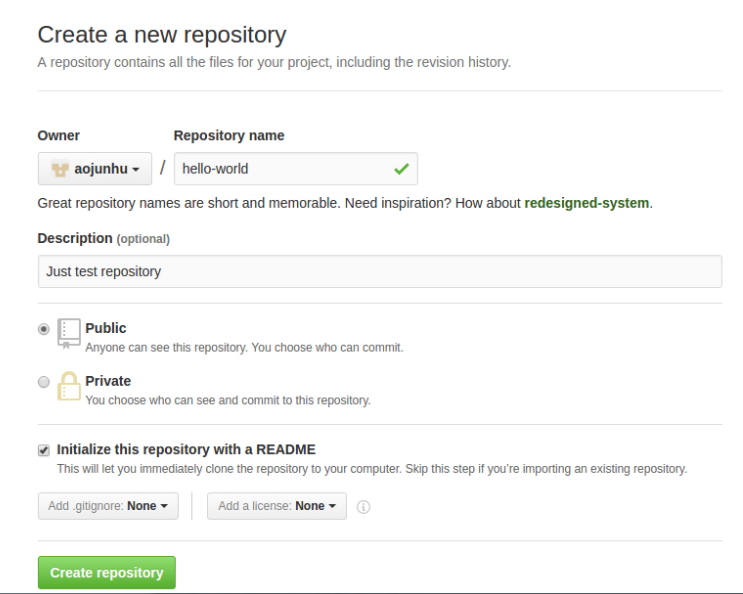 Create a new repository
A repository contains all the files for your project, including the revision history.
Owner Repository name
aojunhu / hello-world
Great repository names are short and memorable. Need inspiration? How about redesigned-system.
Description (optional)
Just test repository
Public
Anyone can see this repository. You choose who can commit.
Private
You choose who can see and commit to this repository.
Initialize this repository with a README
This will let you immediately clone the repository to your computer. Skip this step if you’re importing an existing repository.
Add .gitignore: None Add a license: None
Create repository